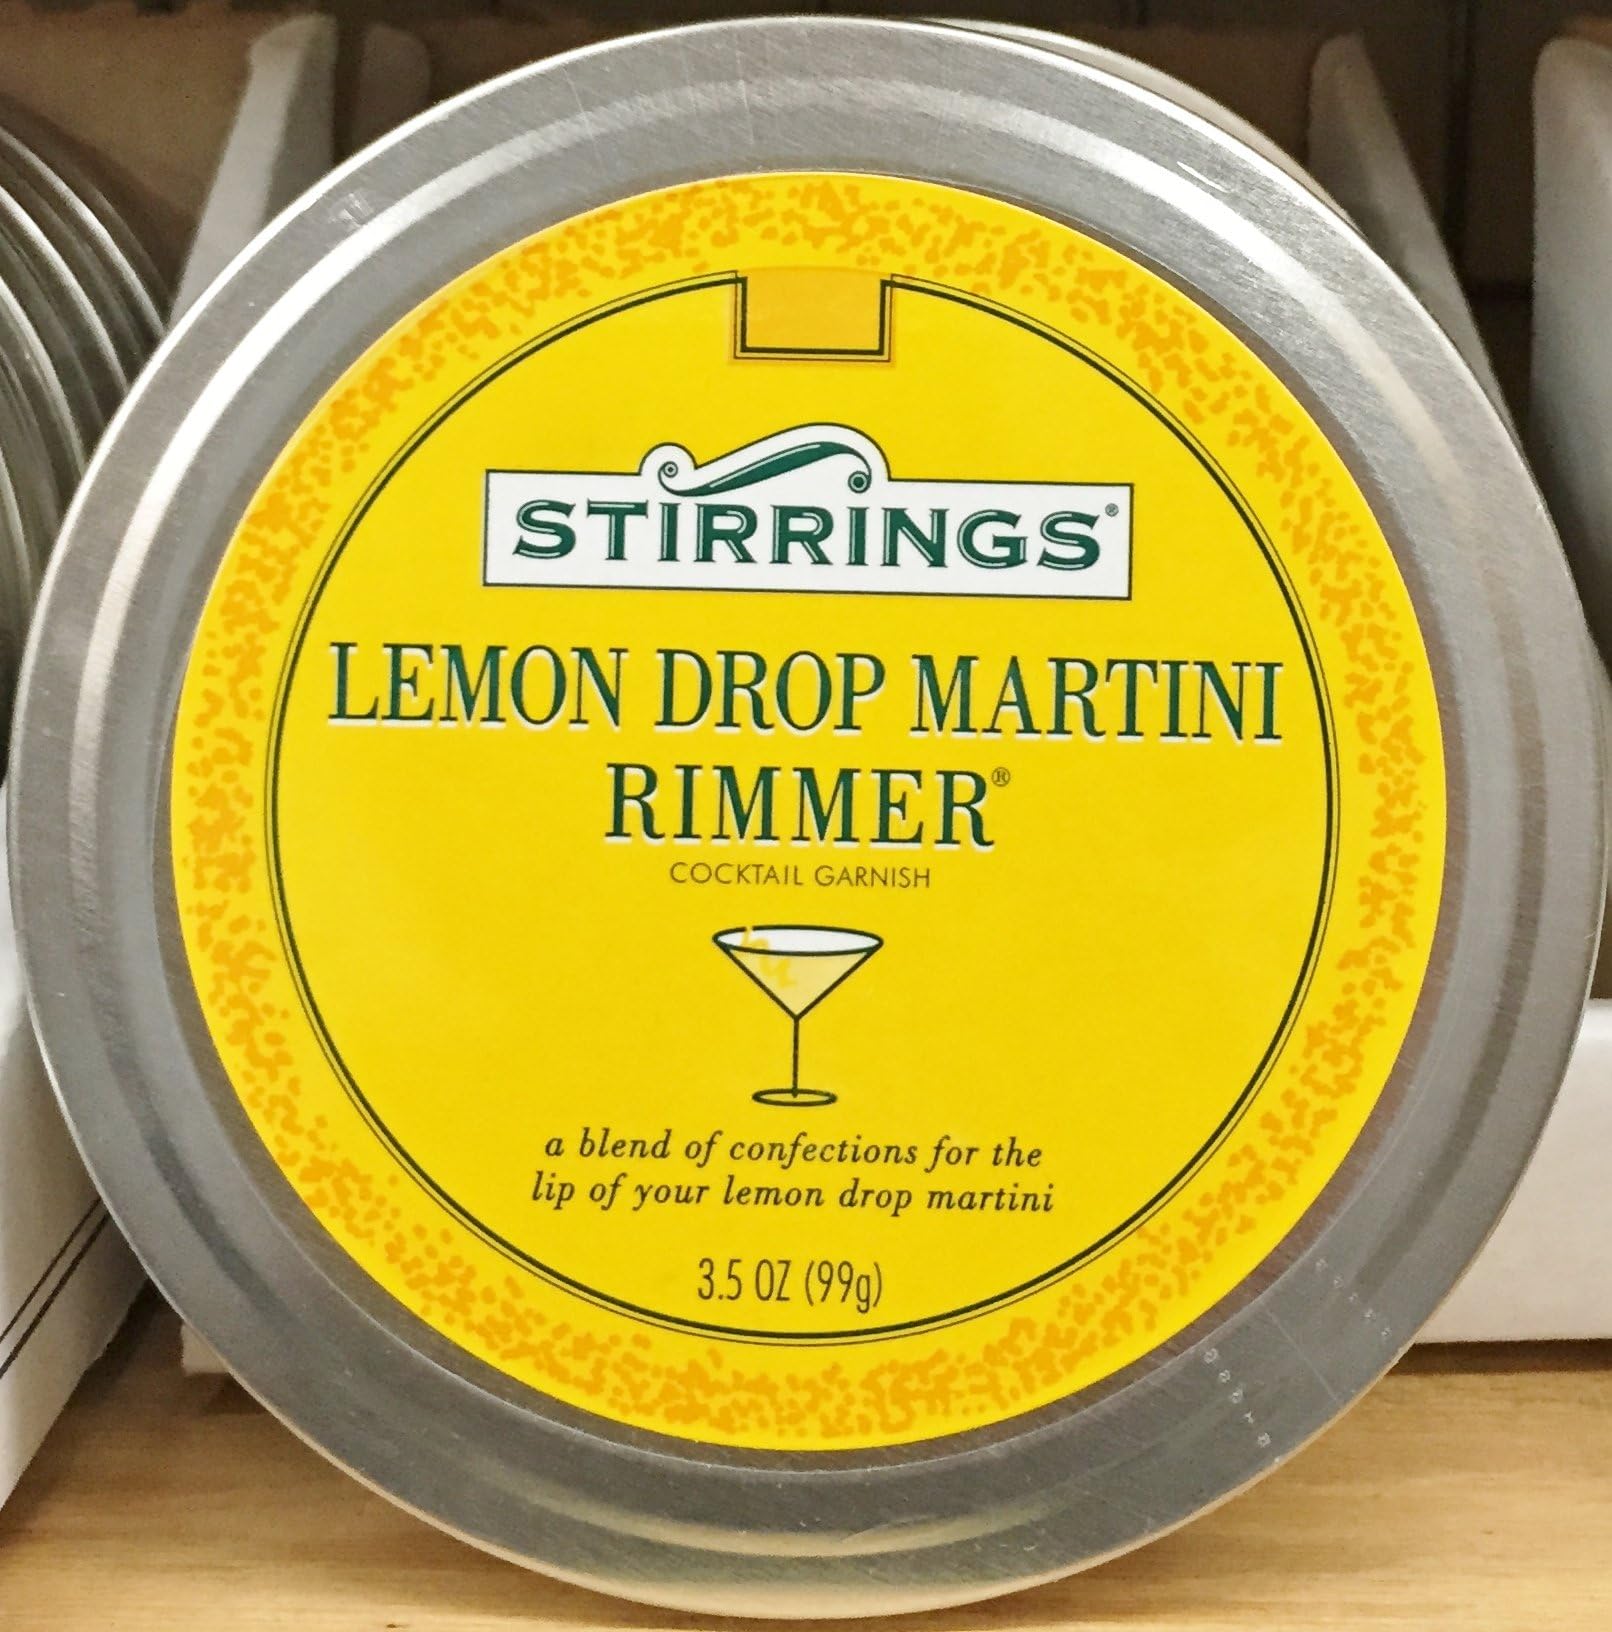 STIRRINGS®
LEMON DROP MARTINI
RIMMER®
COCKTAIL GARNISH
a blend of confections for the
lip of your lemon drop martini
3.5 OZ (99g)